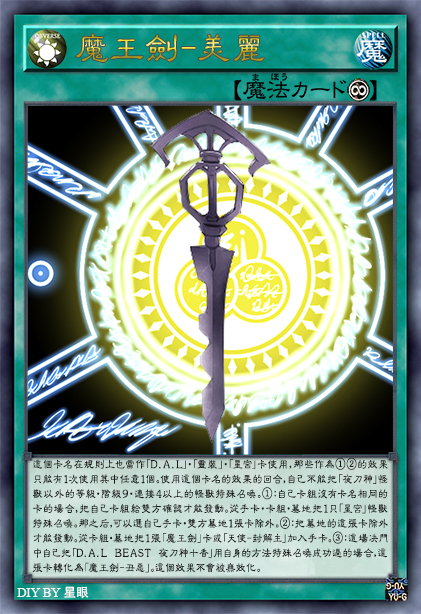 DIVERSE
魔王劍-美麗
SPELL
魔
【魔法カード∞】
まほう
這個卡名在規則上也當作「D.A.L」・「靈裝」・「星宮」卡使用,那些作為①②的效果
只能有1次使用其中任意1個。使用這個卡名的效果的回合,自己不能把「夜刀神」怪
獸以外的等級・階級9・連接4以上的怪獸特殊召喚。①:自己卡組沒有卡名相同的
卡的場合,把自己卡組給雙方確認才能發動。從手卡・卡組・墓地把1只「星宮」怪獸
特殊召喚。那之後,可以選自己手卡・雙方墓地1張卡除外。②:把墓地的這張卡除外
才能發動。從卡組・墓地把1張「魔王劍」卡或「天使-封解主」加入手卡。③:這場決鬥
中自己把「D.A.L BEAST 夜刀神十香」用自身的方法特殊召喚成功過的場合,這
張卡轉化為「魔王劍-丑惡」。這個效果不會被無效化。
DIY BY 星眼
YU-G